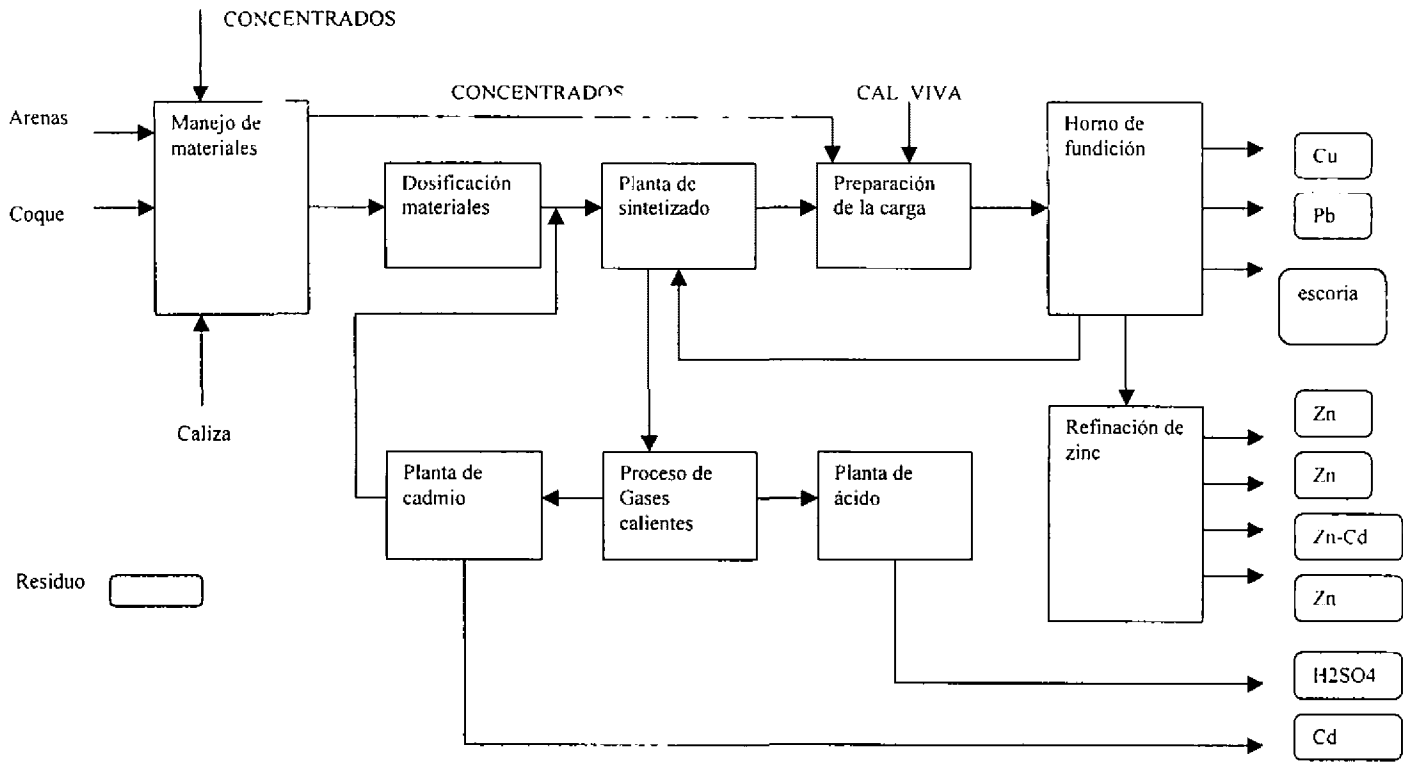 CONCENTRADOS
Arenas
Coque
Manejo de
materiales
Caliza
CONCENTRADOS
CAL VIVA
Dosificación
materiales
Planta de
sintetizado
Preparación
de la carga
Horno de
fundición
Cu
Pb
escoria
Planta de
cadmio
Proceso de
Gases
calientes
Planta de
ácido
Refinación de
zinc
Zn
Zn
Zn-Cd
Zn
H2SO4
Cd
Residuo